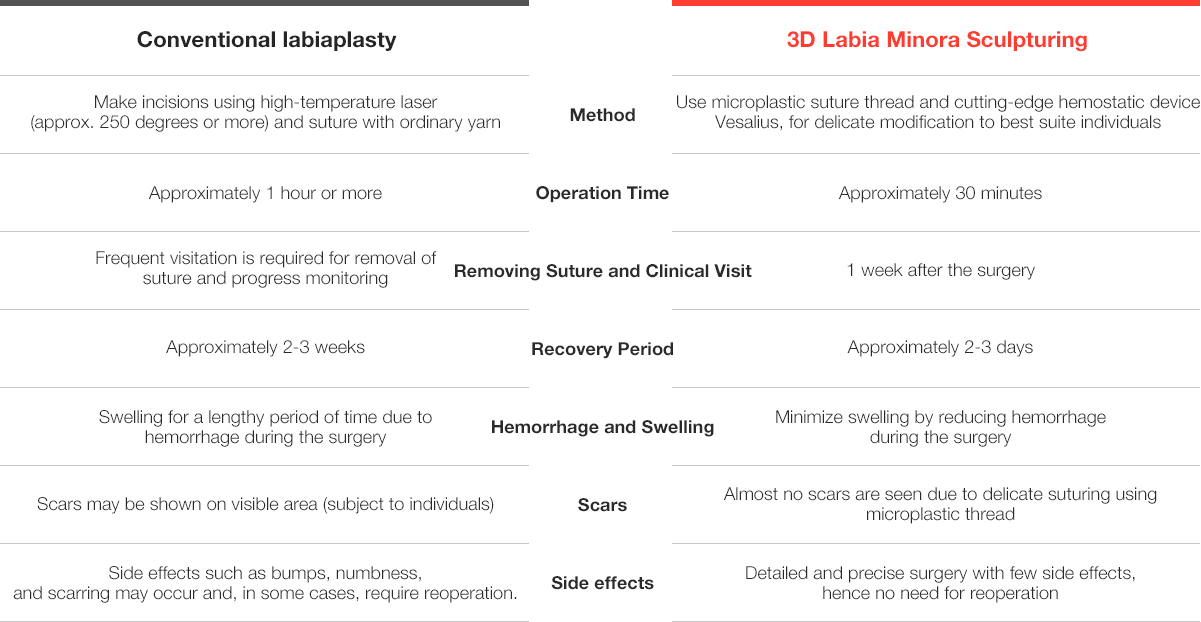 Conventional labiaplasty
3D Labia Minora Sculpturing
Make incisions using high-temperature laser
(approx. 250 degrees or more) and suture with ordinary yarn
Method
Use microplastic suture thread and cutting-edge hemostatic device
Vesalius, for delicate modification to best suite individuals
Approximately 1 hour or more
Operation Time
Approximately 30 minutes
Frequent visitation is required for removal of
suture and progress monitoring
Removing Suture and Clinical Visit
1 week after the surgery
Approximately 2-3 weeks
Recovery Period
Approximately 2-3 days
Swelling for a lengthy period of time due to
hemorrhage during the surgery
Hemorrhage and Swelling
Minimize swelling by reducing hemorrhage
during the surgery
Scars may be shown on visible area (subject to individuals)
Scars
Almost no scars are seen due to delicate suturing using
microplastic thread
Side effects such as bumps, numbness,
and scarring may occur and, in some cases, require reoperation.
Side effects
Detailed and precise surgery with few side effects,
hence no need for reoperation